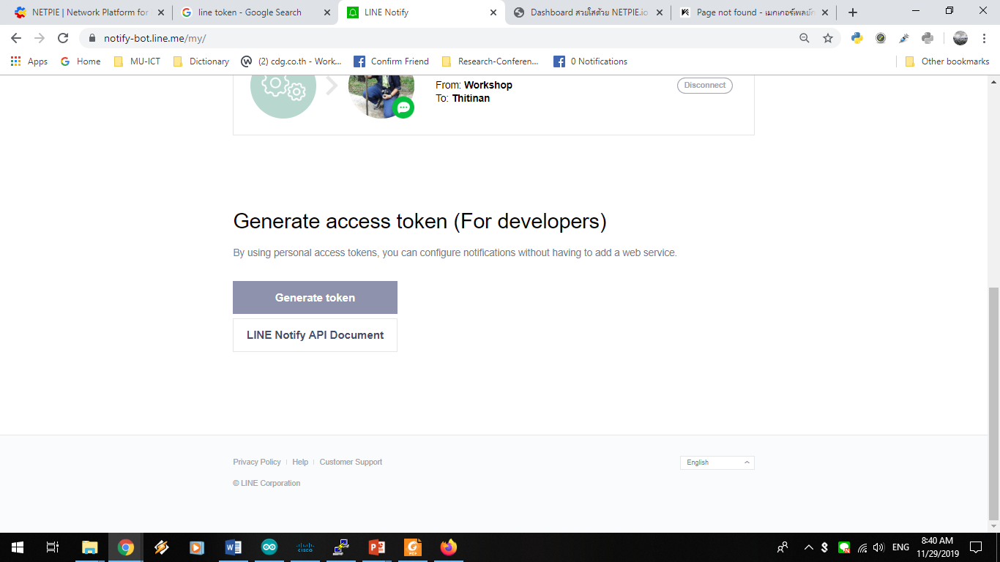 NETPIE | Network Platform for
line token - Google Search
LINE Notify
Dashboard สวยใสด้วย NETPIE.io
Page not found - เมกเกอร์เพลย์
notify-bot.line.me/my/
Apps
Home
MU-ICT
Dictionary
(2) cdg.co.th - Work...
Confirm Friend
Research-Conferen...
0 Notifications
Other bookmarks
From: Workshop
To: Thitinan
Disconnect
Generate access token (For developers)
By using personal access tokens, you can configure notifications without having to add a web service.
Generate token
LINE Notify API Document
Privacy Policy
Help
Customer Support
English
© LINE Corporation
CISCO
PDF
ENG
8:40 AM
11/29/2019